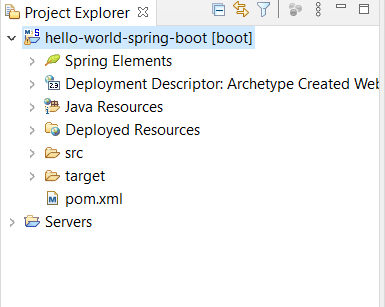 Project Explorer
hello-world-spring-boot [boot]
Spring Elements
Deployment Descriptor: Archetype Created Web
Java Resources
Deployed Resources
src
target
pom.xml
Servers